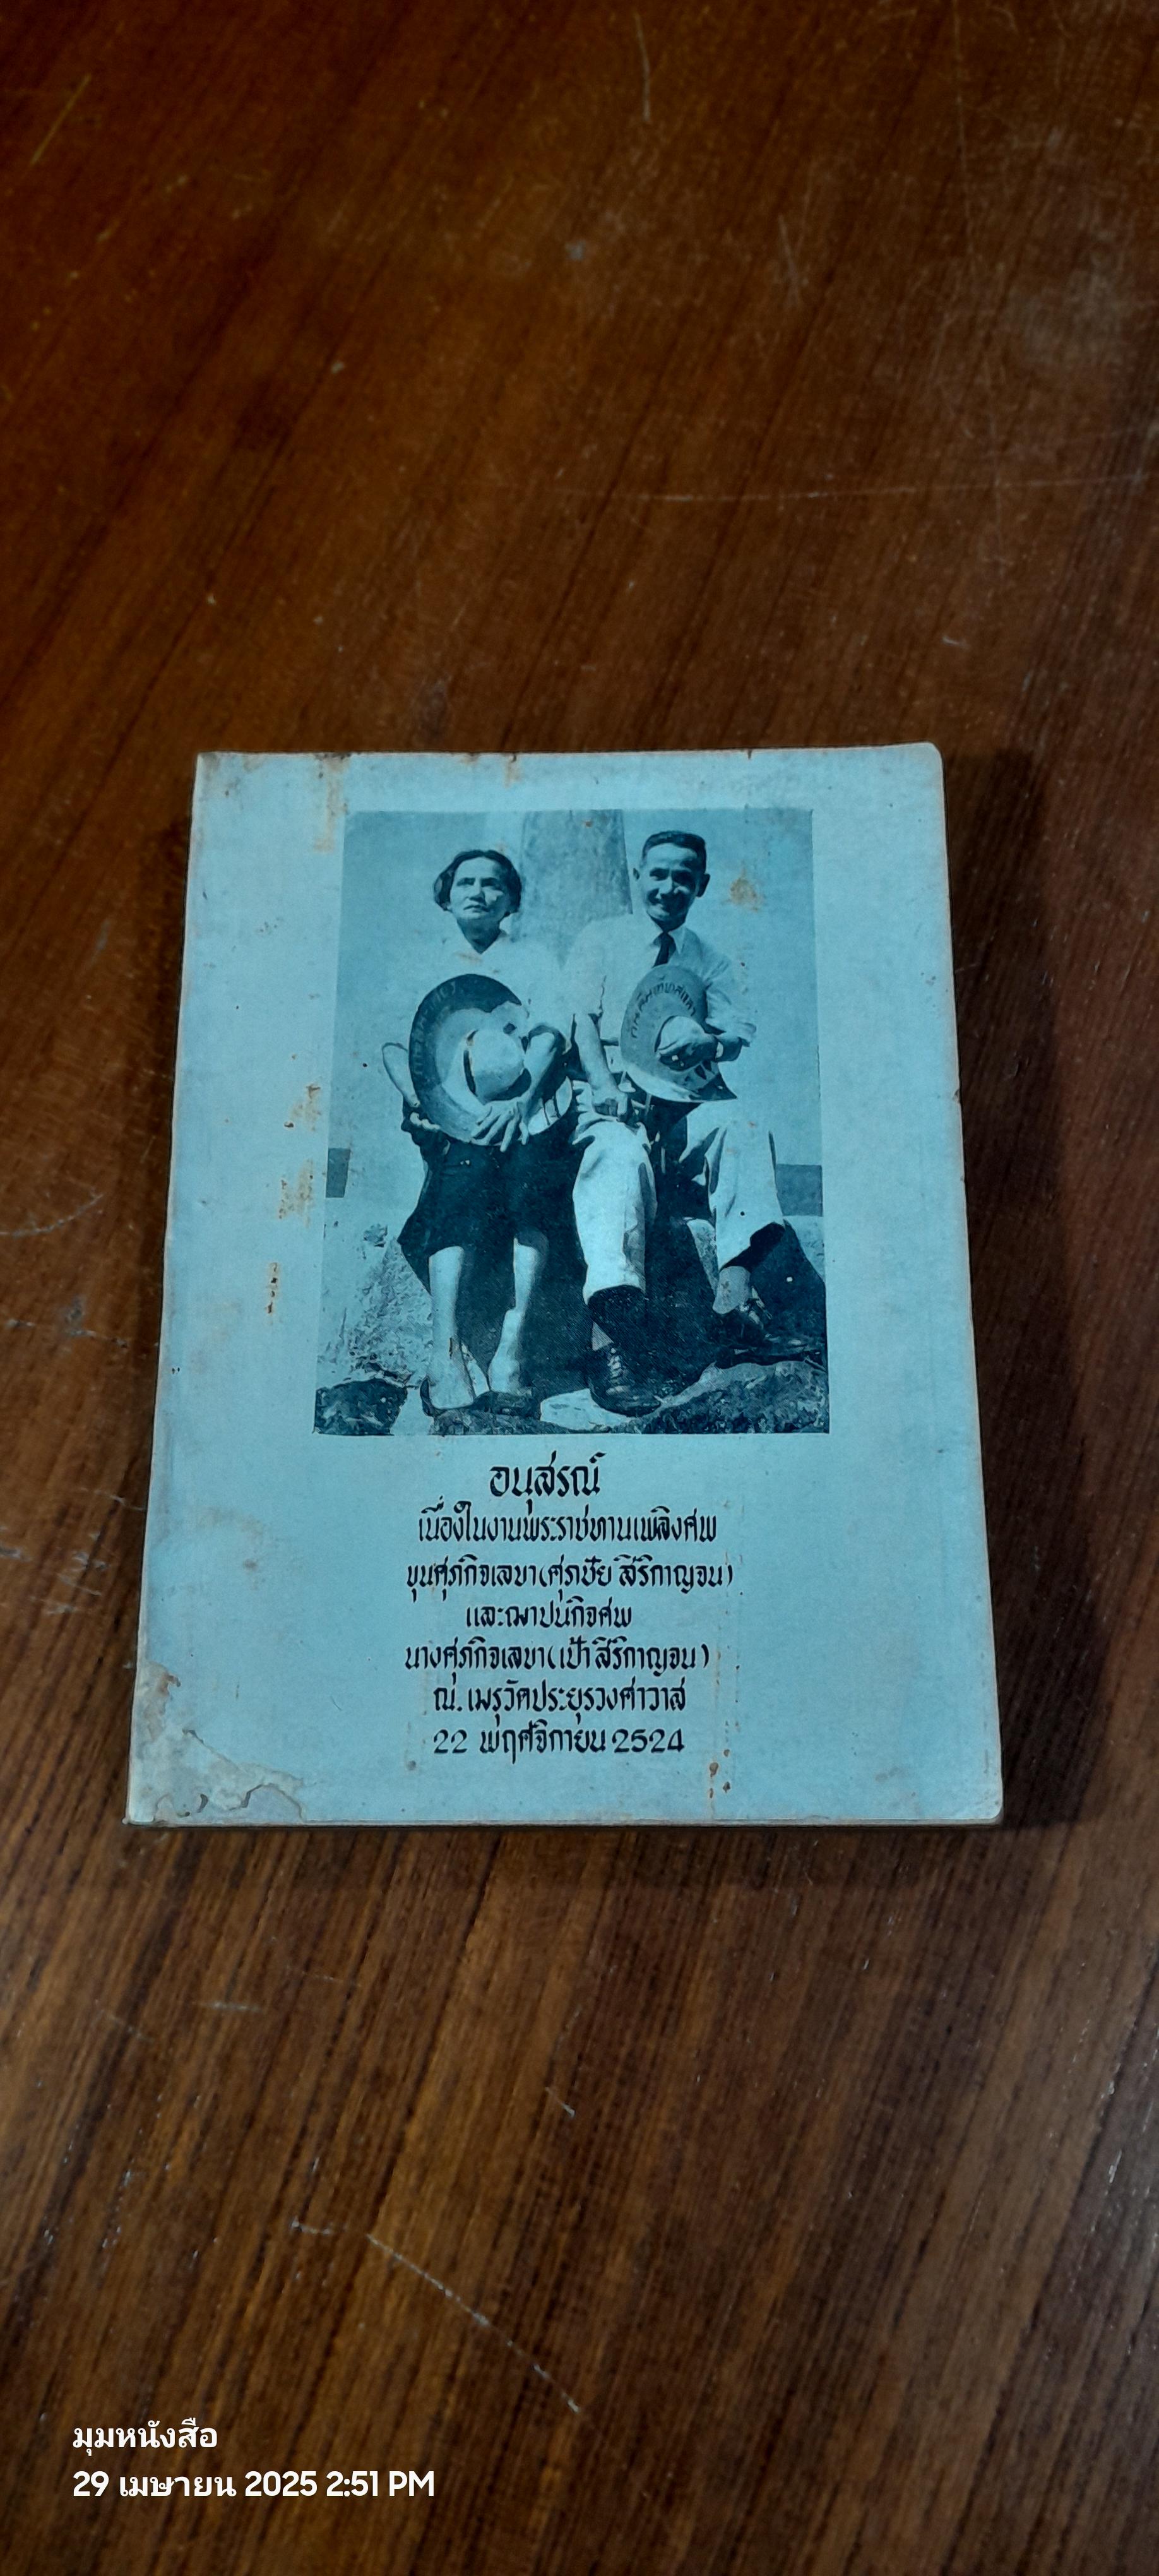 อนุสรณ์
เนื่องในงานพระราชทานเพลิงศพ
ขุนศุภกิจเลขา(ศุภชัย สิริกาญจน)
และฌาปนกิจศพ
นางศุภกิจเลขา(เป้า สิริกาญจน)
ณ.เมรุวัดประยุรวงศาวาส
22 พฤศจิกายน 2524
มุมหนังสือ
29 เมษายน 2025 2:51 PM